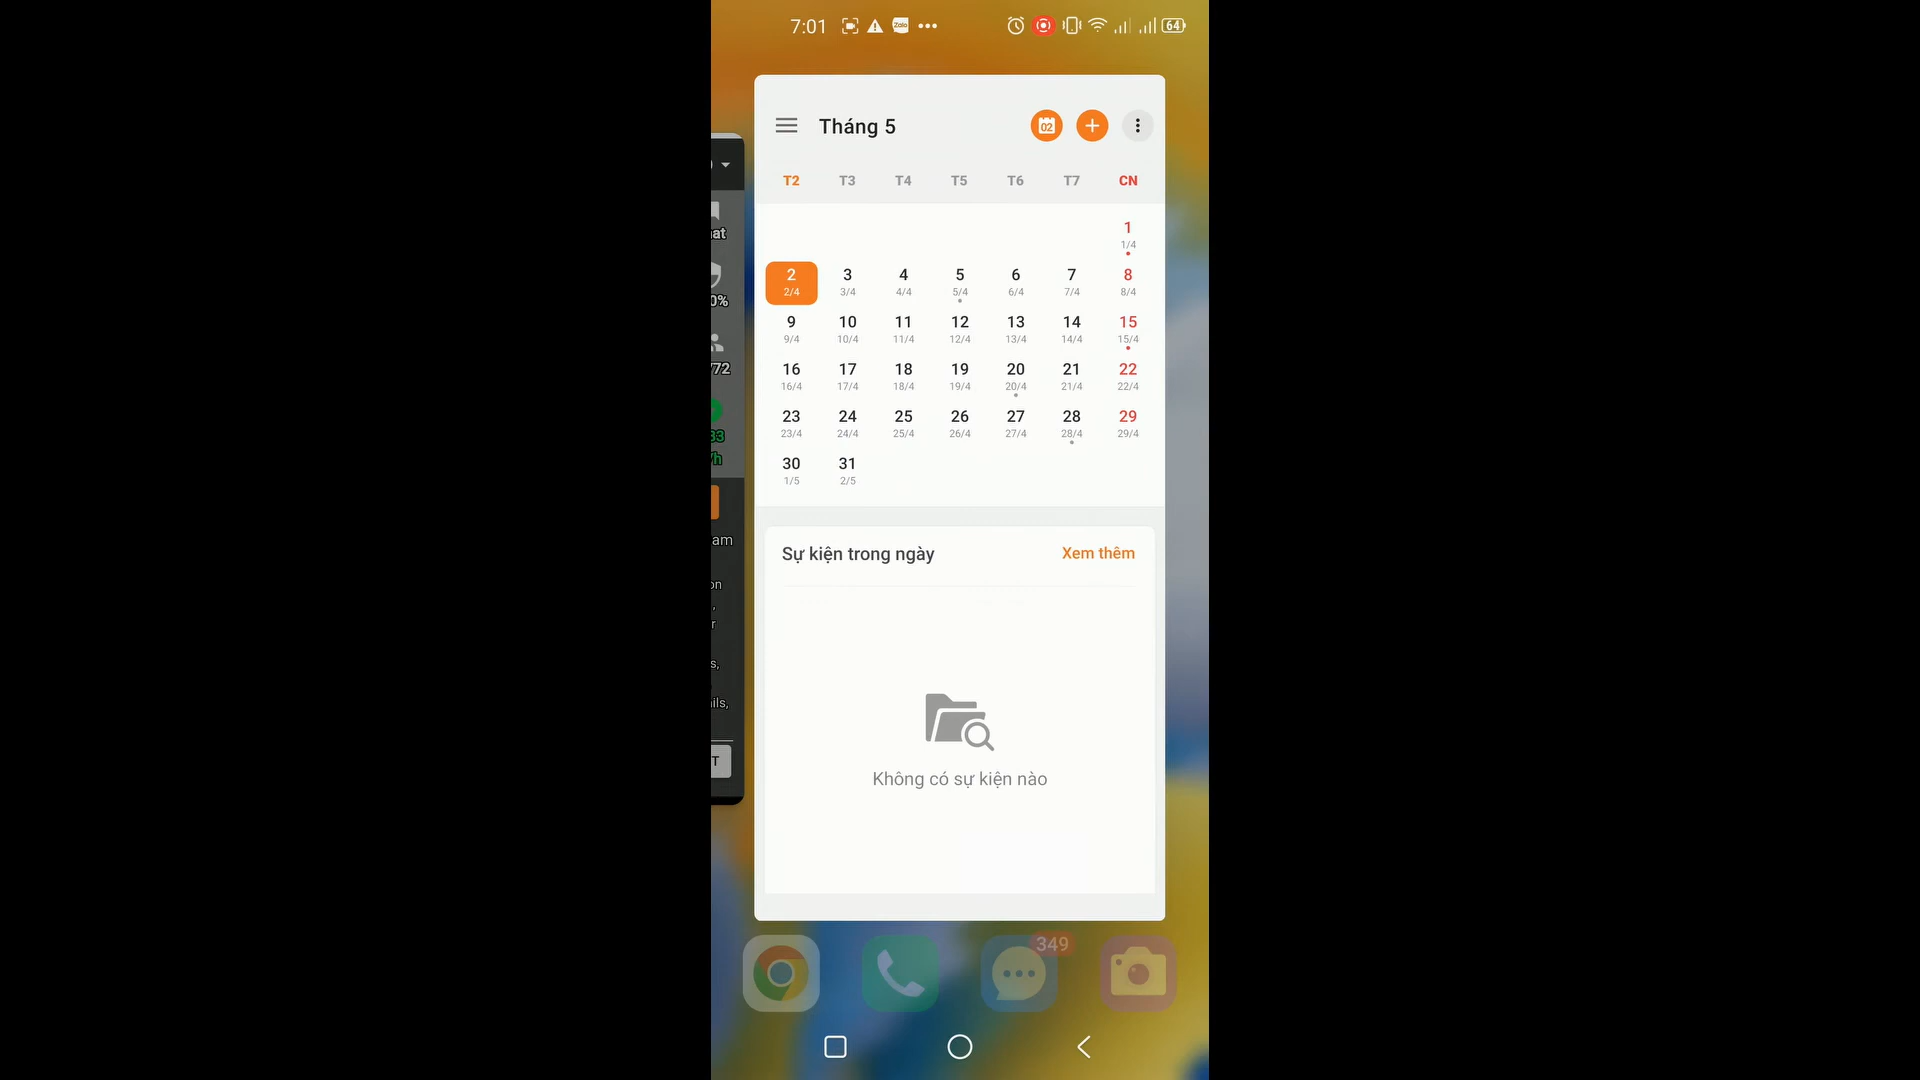 7:01
Zalo
64
Tháng 5
02
T2 T3 T4 T5 T6 T7 CN
1
1/4
2 3 4 5 6 7 8
2/4 3/4 4/4 5/4 6/4 7/4 8/4
9 10 11 12 13 14 15
9/4 10/4 11/4 12/4 13/4 14/4 15/4
16 17 18 19 20 21 22
16/4 17/4 18/4 19/4 20/4 21/4 22/4
23 24 25 26 27 28 29
23/4 24/4 25/4 26/4 27/4 28/4 29/4
30 31
1/5 2/5
Sự kiện trong ngày Xem thêm
Không có sự kiện nào
349